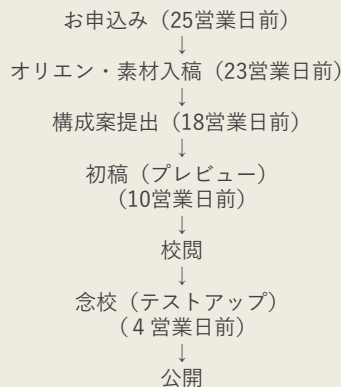 お申込み（25営業日前）
↓
オリエン・素材入稿（23営業日前）
↓
構成案提出（18営業日前）
↓
初稿（プレビュー）
（10営業日前）
↓
校閲
↓
念校（テストアップ）
（４営業日前）
↓
公開